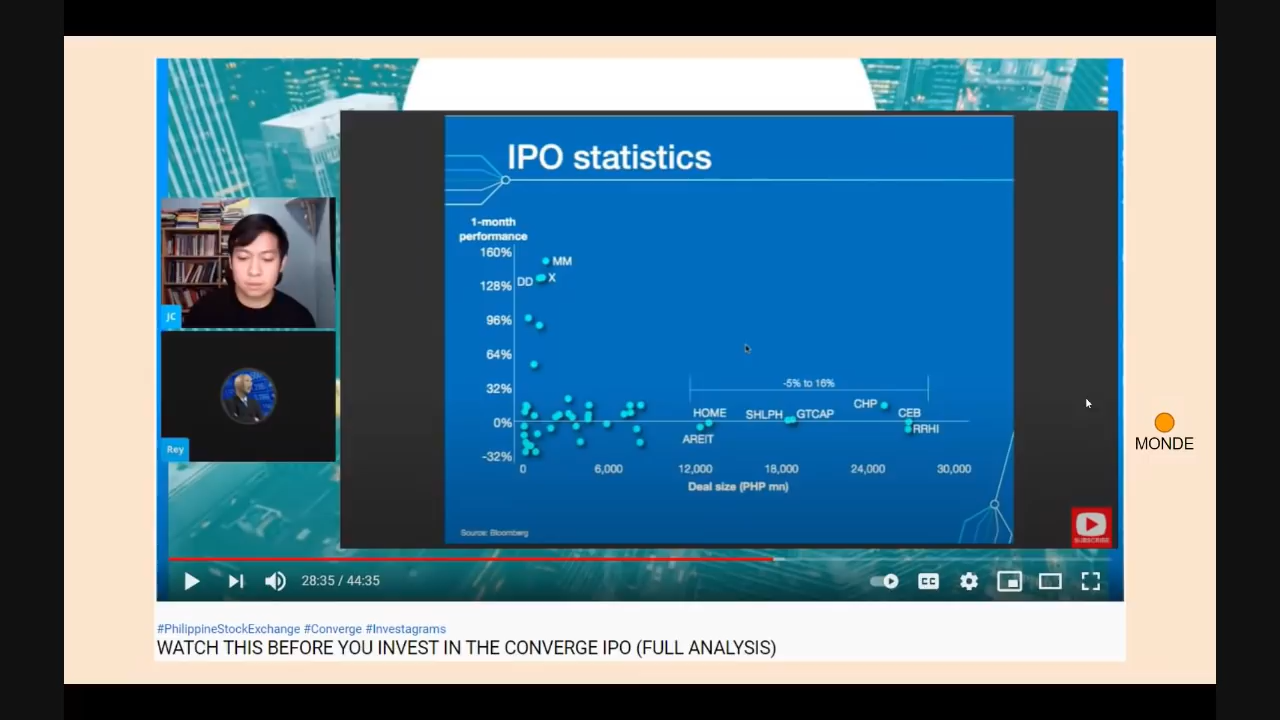 IPO statistics
1-month
performance
160%
128%
96%
64%
32%
0%
-32%
MM
DD
X
-5% to 16%
HOME
AREIT
SHLPH
GTCAP
CHP
CEB
RRHI
0
6,000
12,000
18,000
24,000
30,000
Deal size (PHP mn)
Source: Bloomberg
JC
Rey
SUBSCRIBE
MONDE
28:35 / 44:35
CC
#PhilippineStockExchange #Converge #Investagrams
WATCH THIS BEFORE YOU INVEST IN THE CONVERGE IPO (FULL ANALYSIS)